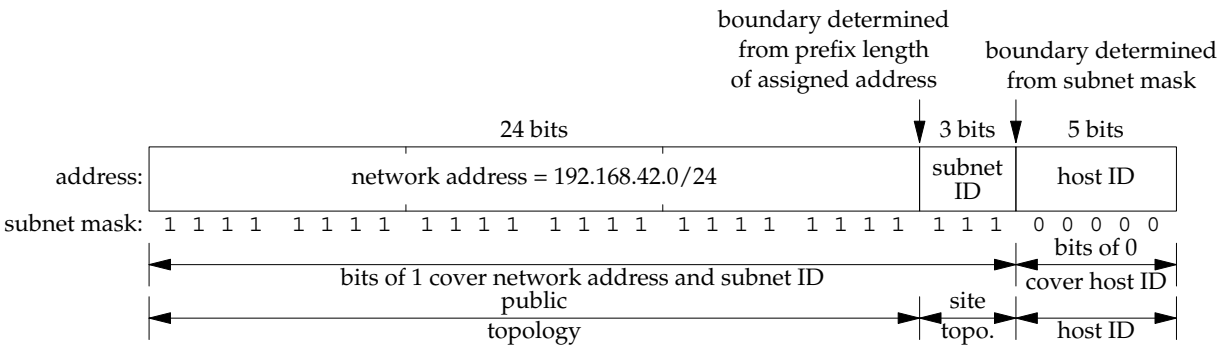 boundary determined
from prefix length
of assigned address
boundary determined
from subnet mask
24 bits
3 bits
5 bits
address:
network address = 192.168.42.0/24
subnet
ID
host ID
subnet mask: 1 1 1 1 1 1 1 1 1 1 1 1 1 1 1 1 1 1 1 1 1 1 1 1 1 1 1 0 0 0 0 0
bits of 1 cover network address and subnet ID
bits of 0
cover host ID
public
topology
site
topo.
host ID